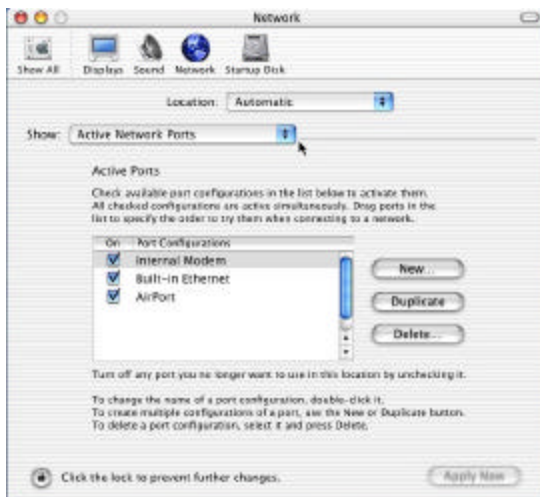 Network
Show All Displays Sound Network Startup Disk
Location: Automatic
Show: Active Network Ports
Active Ports
Check available port configurations in the list below to activate them.
All checked configurations are active simultaneously. Drag ports in the
list to specify the order to try them when connecting to a network.
On Port Configurations
Internal Modem
Built-in Ethernet
AirPort
New...
Duplicate
Delete...
Turn off any port you no longer want to use in this location by unchecking it.
To change the name of a port configuration, double-click it.
To create multiple configurations of a port, use the New or Duplicate button.
To delete a port configuration, select it and press Delete.
Click the lock to prevent further changes.
Apply Now